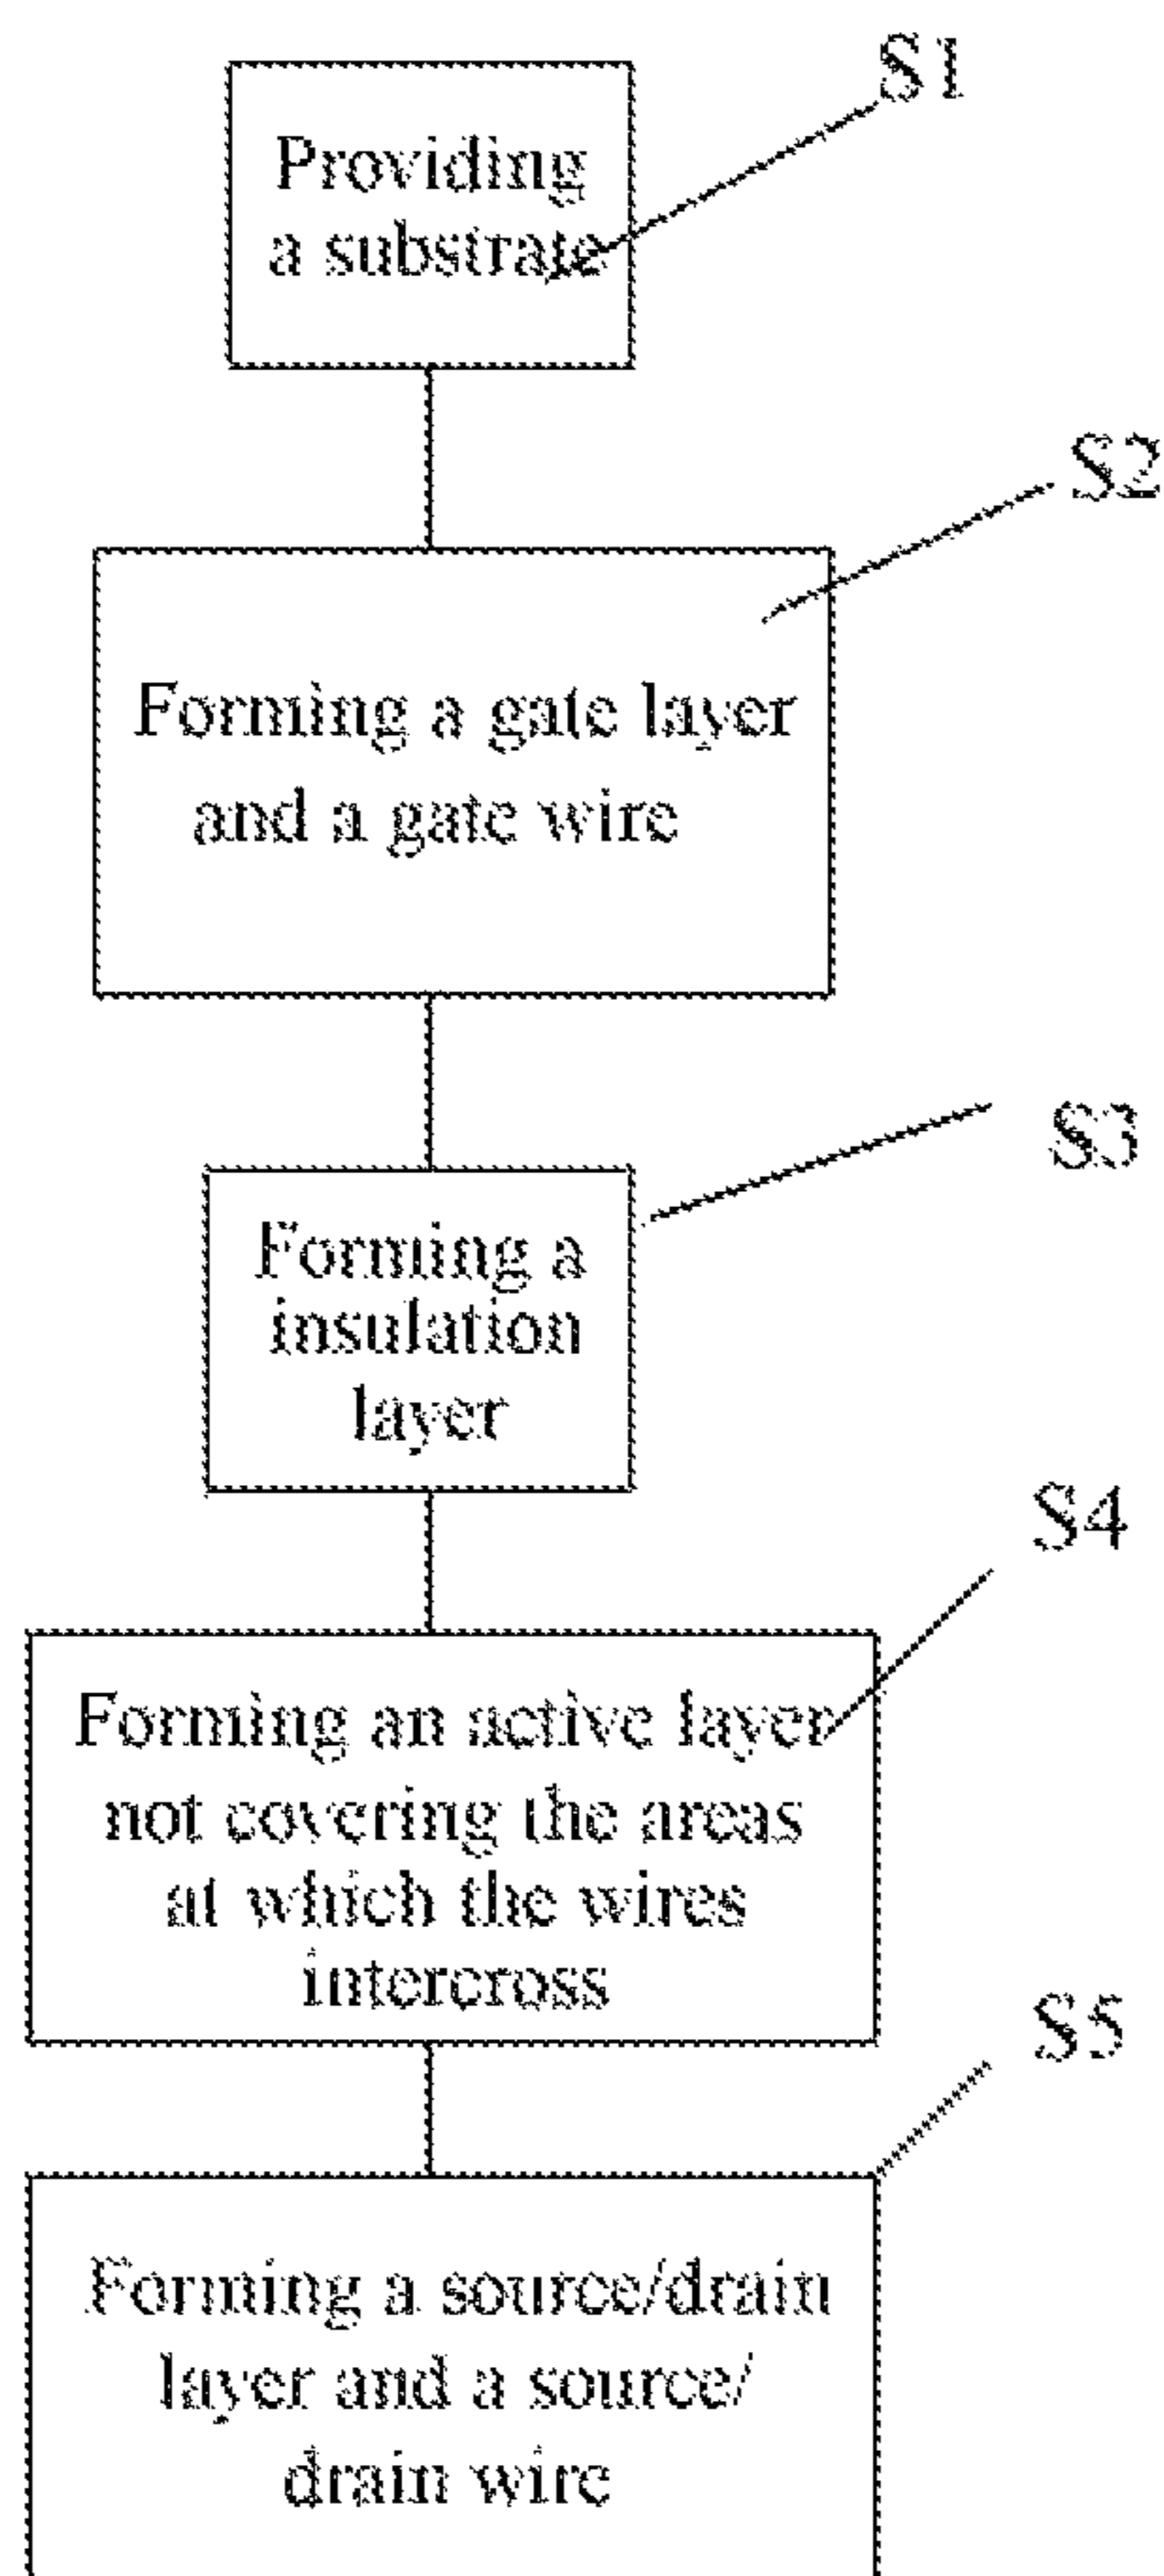 S1
Providing
a substrate
S2
Forming a gate layer
and a gate wire
S3
Forming a
insulation
layer
S4
Forming an active layer
not covering the areas
at which the wires
intercross
S5
Forming a source/drain
layer and a source/
drain wire